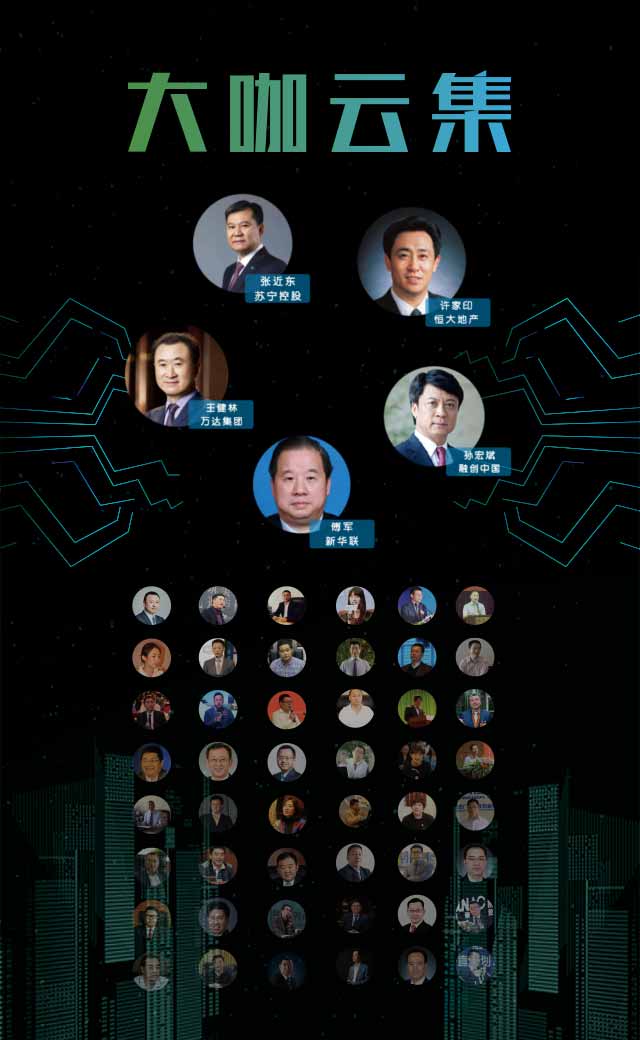 大咖云集
张近东
苏宁控股
许家印
恒大地产
王健林
万达集团
孙宏斌
融创中国
傅军
新华联